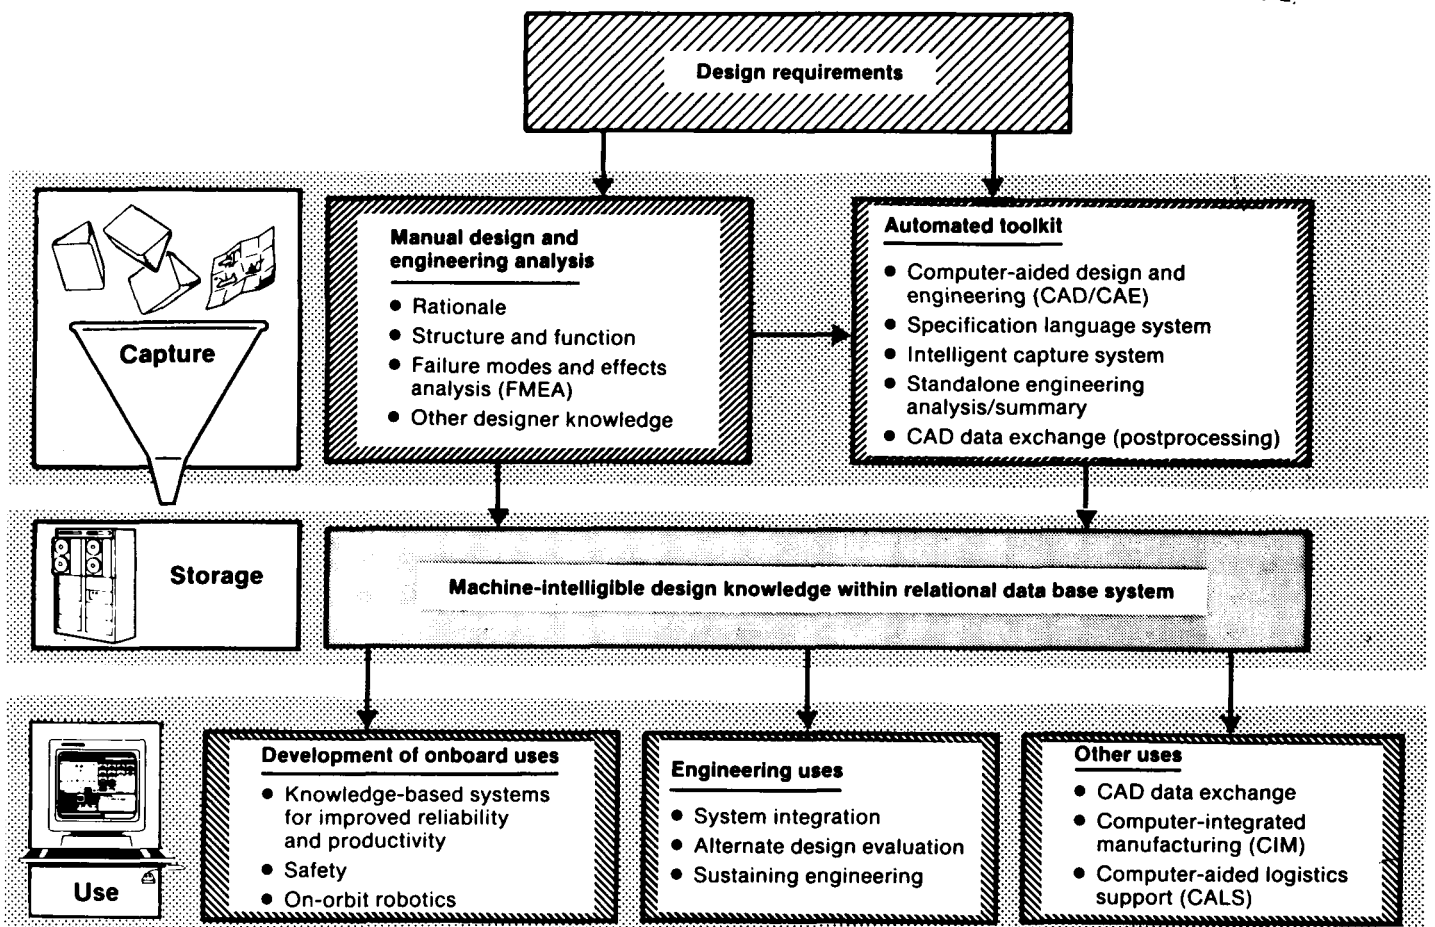 Design requirements
Capture
Manual design and
engineering analysis
● Rationale
● Structure and function
● Failure modes and effects
analysis (FMEA)
● Other designer knowledge
Automated toolkit
● Computer-aided design and
engineering (CAD/CAE)
● Specification language system
● Intelligent capture system
● Standalone engineering
analysis/summary
● CAD data exchange (postprocessing)
Storage
Machine-intelligible design knowledge within relational data base system
Use
Development of onboard uses
● Knowledge-based systems
for improved reliability
and productivity
● Safety
● On-orbit robotics
Engineering uses
● System integration
● Alternate design evaluation
● Sustaining engineering
Other uses
● CAD data exchange
● Computer-integrated
manufacturing (CIM)
● Computer-aided logistics
support (CALS)